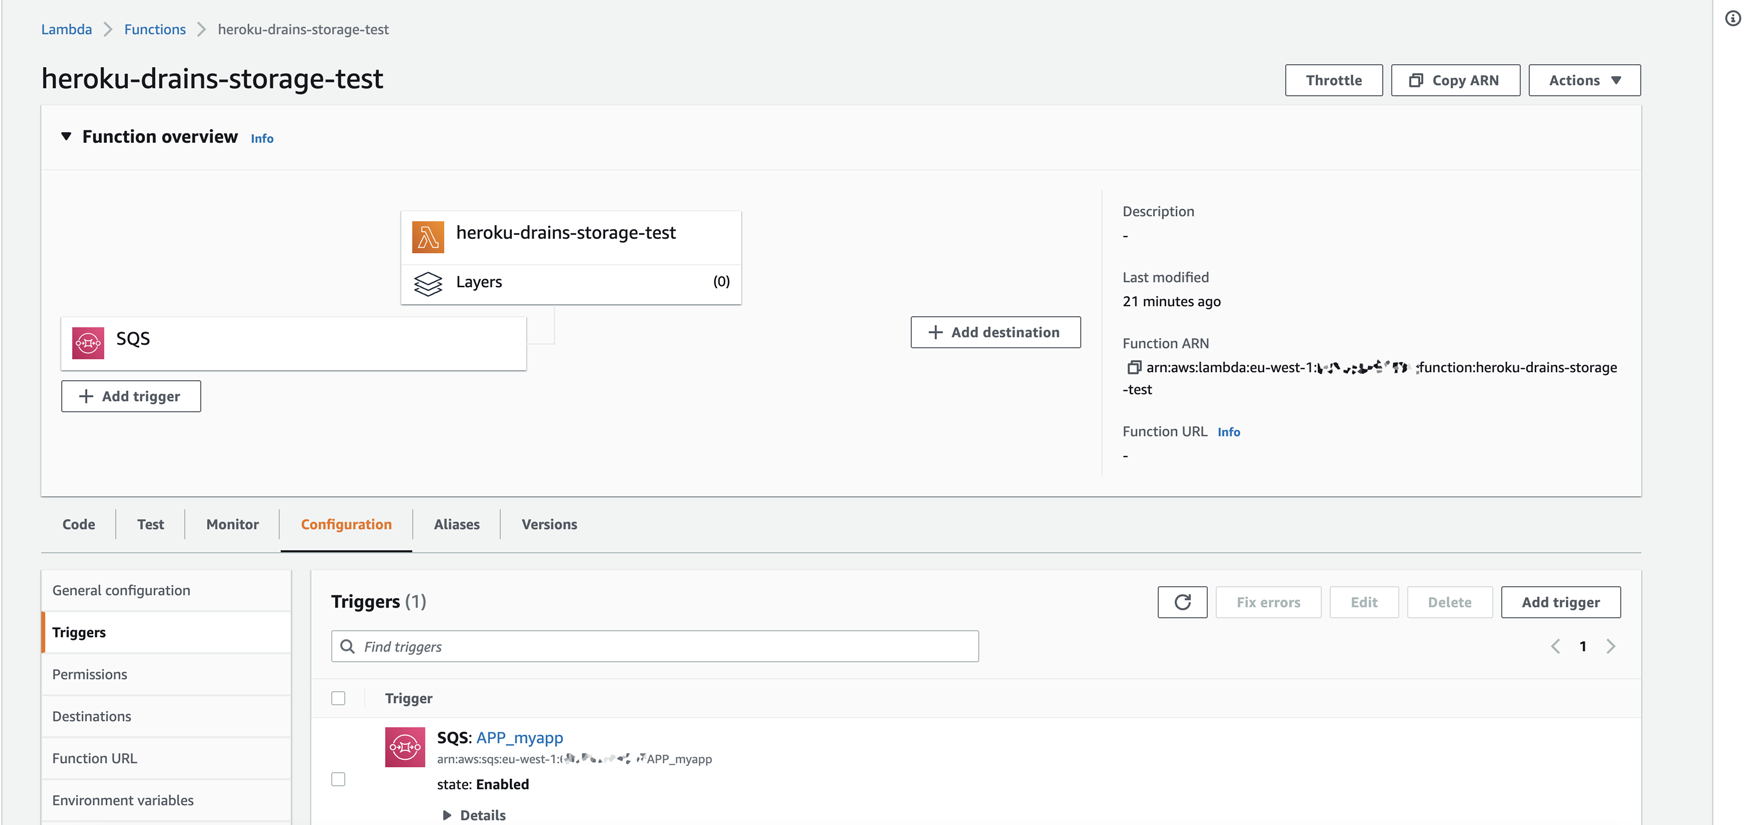 Lambda > Functions > heroku-drains-storage-test
heroku-drains-storage-test
Throttle
Copy ARN
Actions
Function overview Info
heroku-drains-storage-test
Layers (0)
SQS
+ Add trigger
+ Add destination
Description
-
Last modified
21 minutes ago
Function ARN
arn:aws:lambda:eu-west-1: :function:heroku-drains-storage
-test
Function URL Info
-
Code
Test
Monitor
Configuration
Aliases
Versions
General configuration
Triggers
Permissions
Destinations
Function URL
Environment variables
Triggers (1)
Fix errors
Edit
Delete
Add trigger
Find triggers
1
Trigger
SQS: APP_myapp
arn:aws:sqs:eu-west-1: APP_myapp
state: Enabled
Details